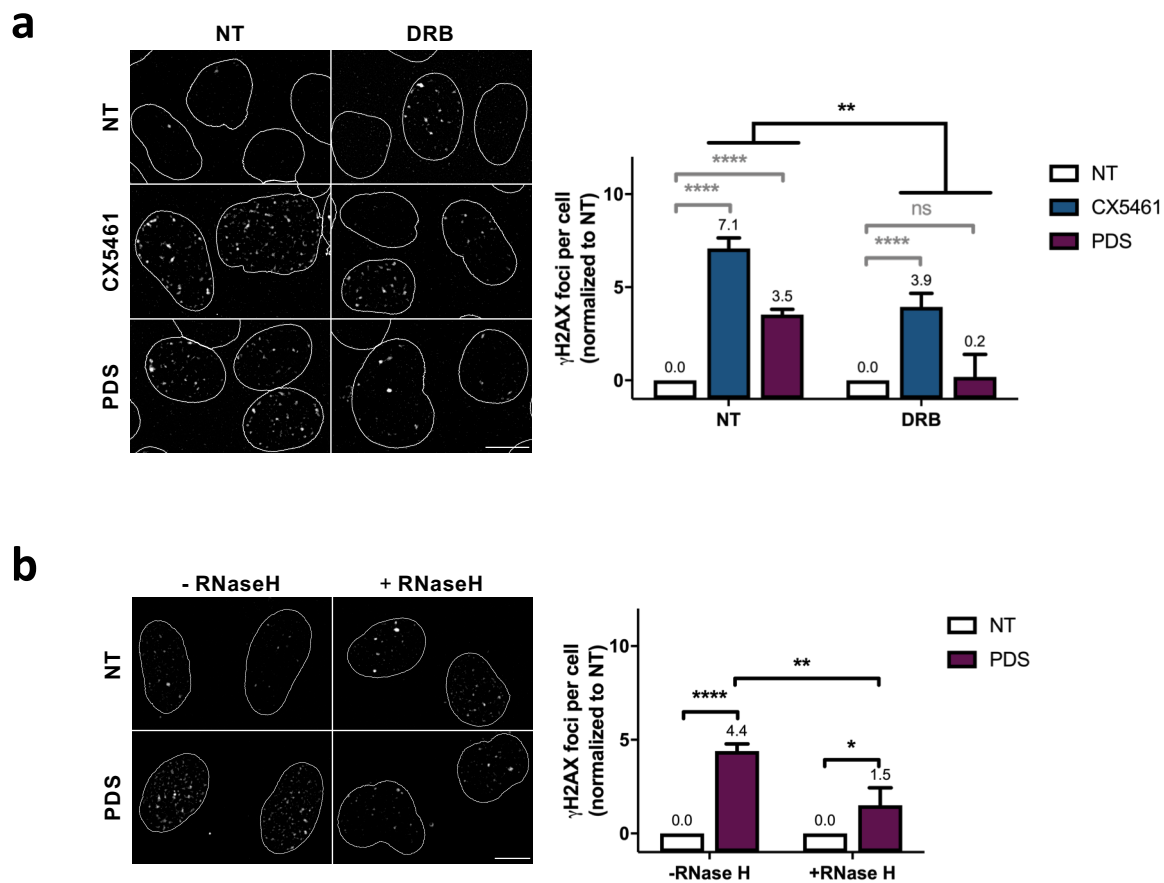 a
NT DRB
NT
CX5461
PDS
γH2AX foci per cell
(normalized to NT)
10
5
0
**
****
****
7.1
3.5
0.0
ns
****
3.9
0.2
0.0
NT DRB
NT
CX5461
PDS
b
- RNaseH + RNaseH
NT
PDS
γH2AX foci per cell
(normalized to NT)
10
5
0
**
****
4.4
*
1.5
0.0 0.0
-RNase H +RNase H
NT
PDS